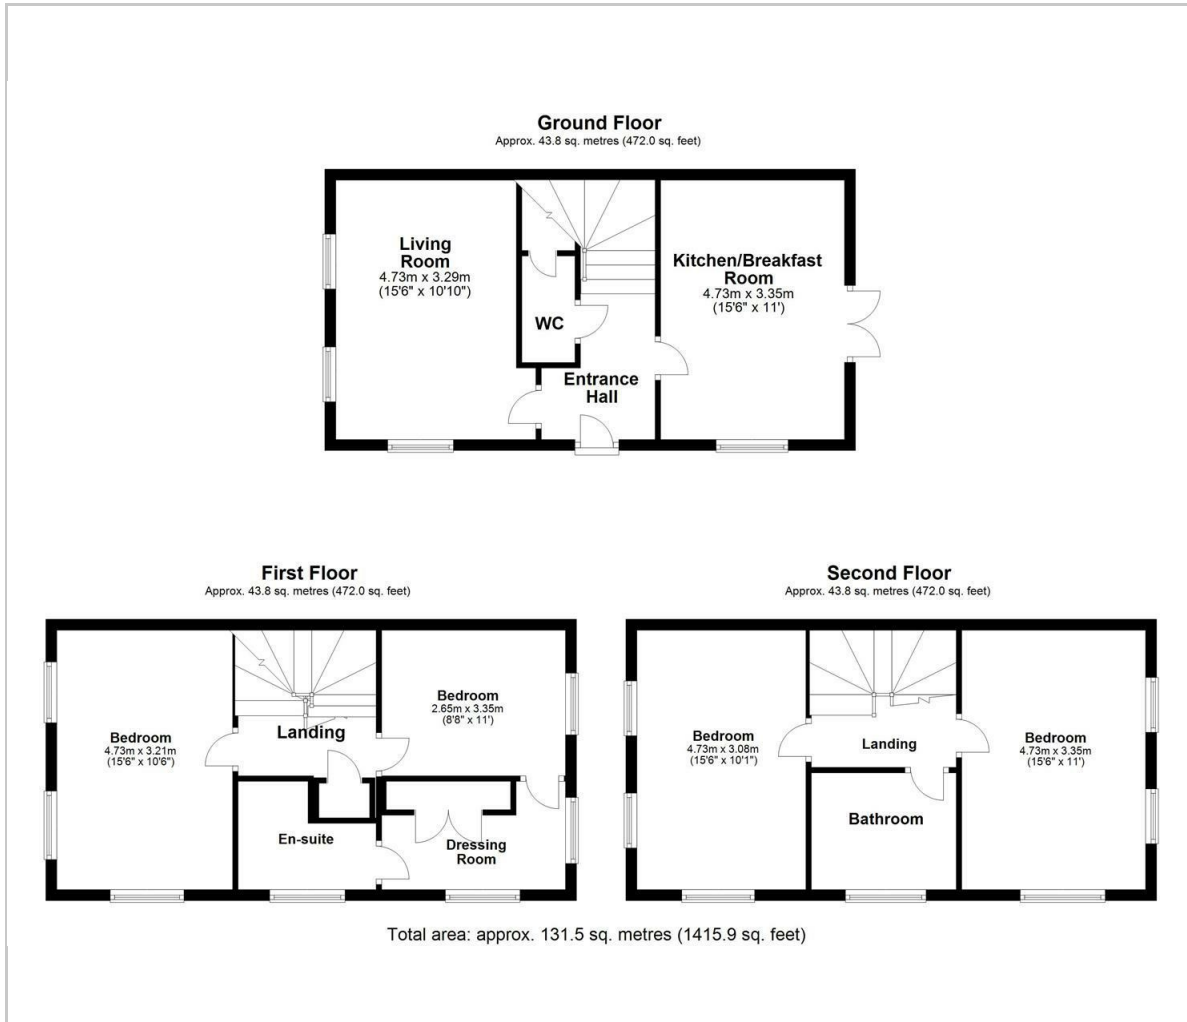 Ground Floor
Approx. 43.8 sq. metres (472.0 sq. feet)
Living
Room
4.73m x 3.29m
(15'6" x 10'10")
Kitchen/Breakfast
Room
4.73m x 3.35m
(15'6" x 11')
WC
Entrance
Hall
First Floor
Approx. 43.8 sq. metres (472.0 sq. feet)
Bedroom
4.73m x 3.21m
(15'6" x 10'6")
Landing
Bedroom
2.65m x 3.35m
(8'8" x 11')
En-suite
Dressing
Room
Second Floor
Approx. 43.8 sq. metres (472.0 sq. feet)
Bedroom
4.73m x 3.08m
(15'6" x 10'1")
Landing
Bedroom
4.73m x 3.35m
(15'6" x 11')
Bathroom
Total area: approx. 131.5 sq. metres (1415.9 sq. feet)